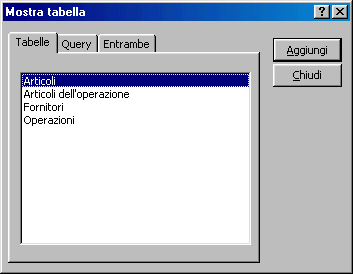 Mostra tabella
Tabelle Query Entrambe
Aggiungi
Chiudi
Articoli
Articoli dell'operazione
Fornitori
Operazioni